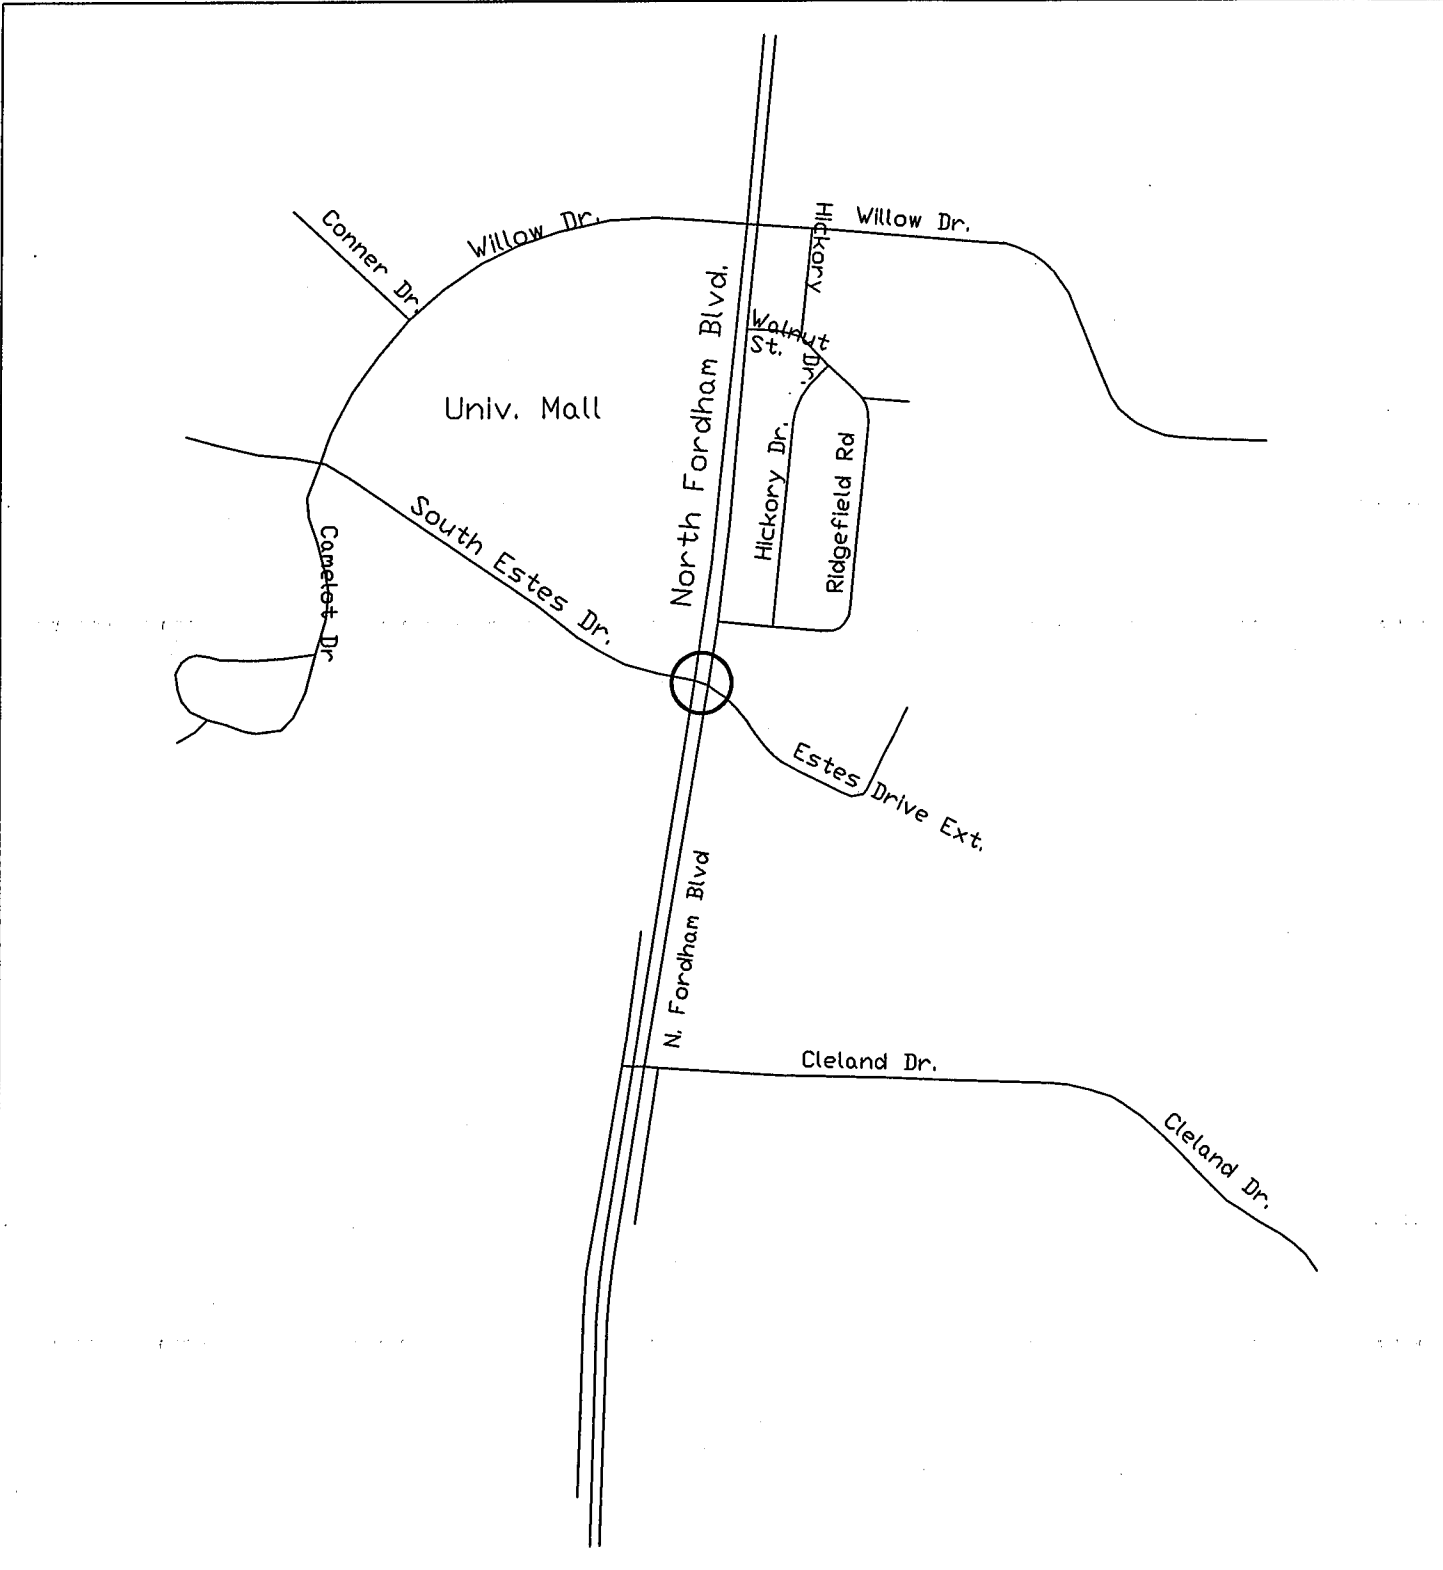 Conner Dr.
Willow Dr.
Hickory
Dr.
Willow Dr.
North Fordham Blvd.
Walnut
St.
Univ. Mall
Hickory Dr.
Ridgefield Rd
South Estes Dr.
Camelot Dr
Estes Drive Ext.
N. Fordham Blvd
Cleland Dr.
Cleland Dr.